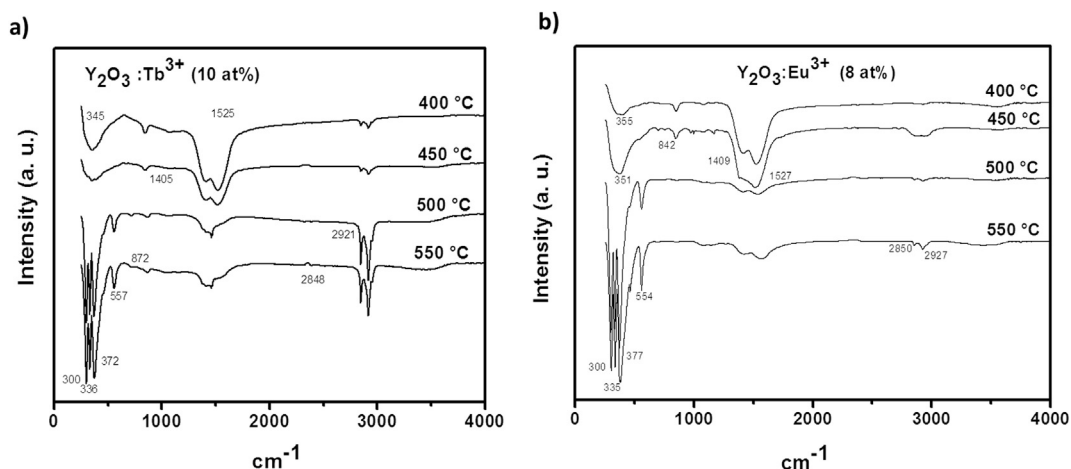 a)
Y₂O₃ :Tb³⁺ (10 at%)
345
1525
400 °C
450 °C
1405
500 °C
2921
550 °C
872
2848
557
372
300
336
Intensity (a. u.)
0 1000 2000 3000 4000
cm⁻¹
b)
Y₂O₃:Eu³⁺ (8 at%)
400 °C
355
450 °C
842
1409
351
1527
500 °C
550 °C
2850
2927
554
377
300
335
Intensity (a. u.)
0 1000 2000 3000 4000
cm⁻¹